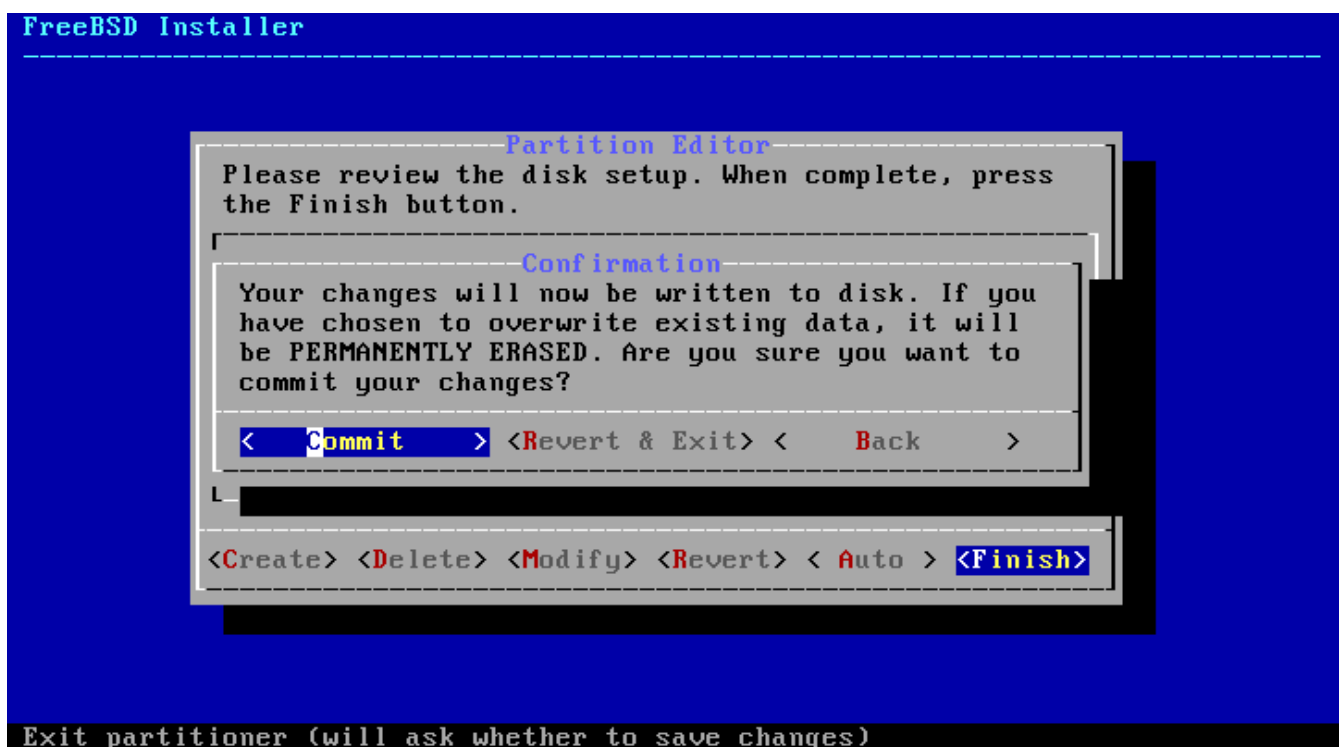 FreeBSD Installer
Partition Editor
Please review the disk setup. When complete, press
the Finish button.
Confirmation
Your changes will now be written to disk. If you
have chosen to overwrite existing data, it will
be PERMANENTLY ERASED. Are you sure you want to
commit your changes?
< Commit > <Revert & Exit> < Back >
<Create> <Delete> <Modify> <Revert> < Auto > <Finish>
Exit partitioner (will ask whether to save changes)